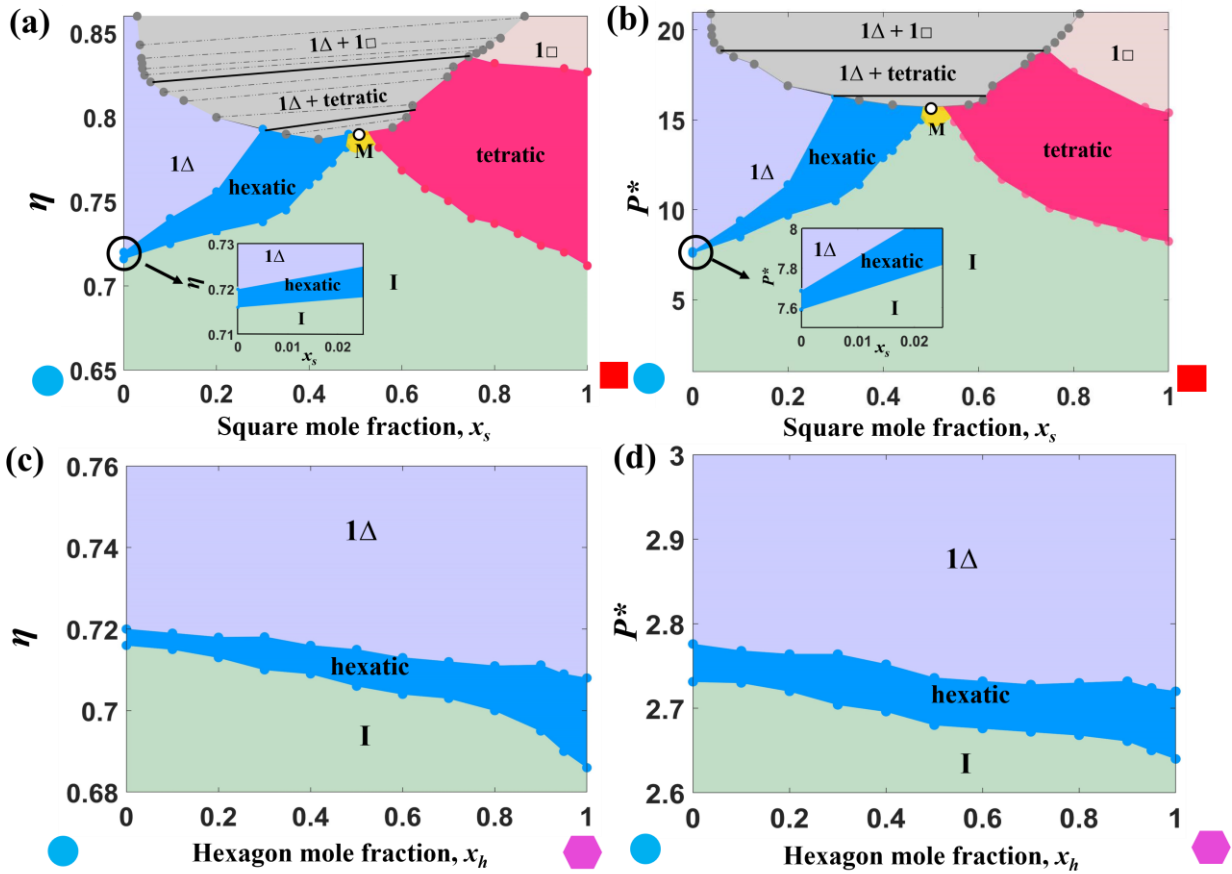 (a)
η
0.85
0.8
0.75
0.7
0.65
1Δ + 1□
1□
1Δ + tetratic
M
1Δ
hexatic
tetratic
I
0.73
0.72
0.71
η
1Δ
hexatic
I
0.01
0.02
0
x_s
0
0.2
0.4
0.6
0.8
1
Square mole fraction, x_s
(b)
P*
20
15
10
5
1Δ + 1□
1□
1Δ + tetratic
M
1Δ
hexatic
tetratic
I
8
7.8
7.6
P*
1Δ
hexatic
I
0
0.01
0.02
x_s
0
0.2
0.4
0.6
0.8
1
Square mole fraction, x_s
(c)
η
0.76
0.74
0.72
0.7
0.68
1Δ
hexatic
I
0
0.2
0.4
0.6
0.8
1
Hexagon mole fraction, x_h
(d)
P*
3
2.9
2.8
2.7
2.6
1Δ
hexatic
I
0
0.2
0.4
0.6
0.8
1
Hexagon mole fraction, x_h